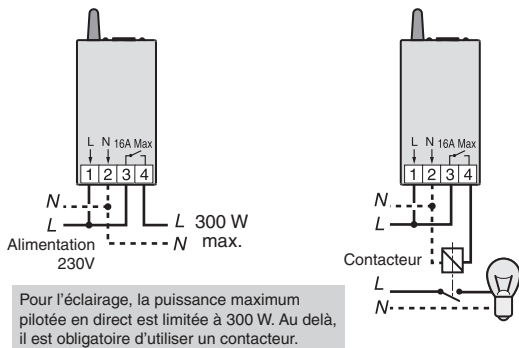 L N 16A Max
1 2 3 4
N
L
Alimentation
230V
L 300 W
N max.
L N 16A Max
1 2 3 4
N
L
Contacteur
L
N
Pour l'éclairage, la puissance maximum
pilotée en direct est limitée à 300 W. Au delà,
il est obligatoire d'utiliser un contacteur.